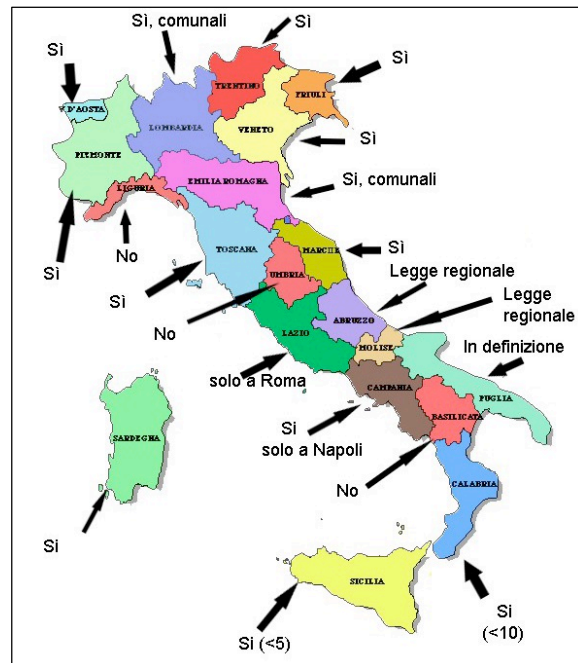 Sì, comunali
Sì
Sì
Sì
TRENTINO
FRIULI
V. D'AOSTA
LOMBARDIA
VENETO
Sì
PIEMONTE
EMILIA ROMAGNA
Si, comunali
LIGURIA
No
Sì
TOSCANA
MARCHE
Sì
UMBRIA
Legge regionale
Sì
No
ABRUZZO
Legge
regionale
LAZIO
MOLISE
In definizione
solo a Roma
CAMPANIA
PUGLIA
BASILICATA
Si
solo a Napoli
SARDEGNA
No
CALABRIA
Si
SICILIA
Si (<5)
Si
(<10)